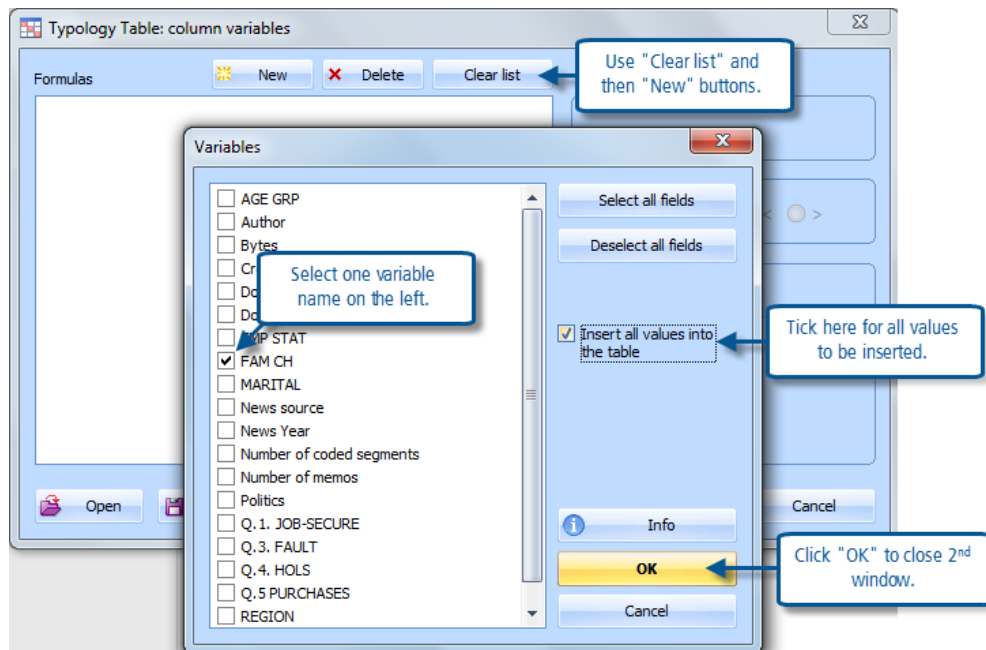 Typology Table: column variables
Formulas
New
Delete
Clear list
Use "Clear list" and
then "New" buttons.
Variables
AGE GRP
Author
Bytes
Select one variable
name on the left.
EMP STAT
FAM CH
MARITAL
News source
News Year
Number of coded segments
Number of memos
Politics
Q.1. JOB-SECURE
Q.3. FAULT
Q.4. HOLS
Q.5 PURCHASES
REGION
Select all fields
Deselect all fields
< >
Insert all values into
the table
Tick here for all values
to be inserted.
Info
OK
Cancel
Click "OK" to close 2nd
window.
Open
Cancel